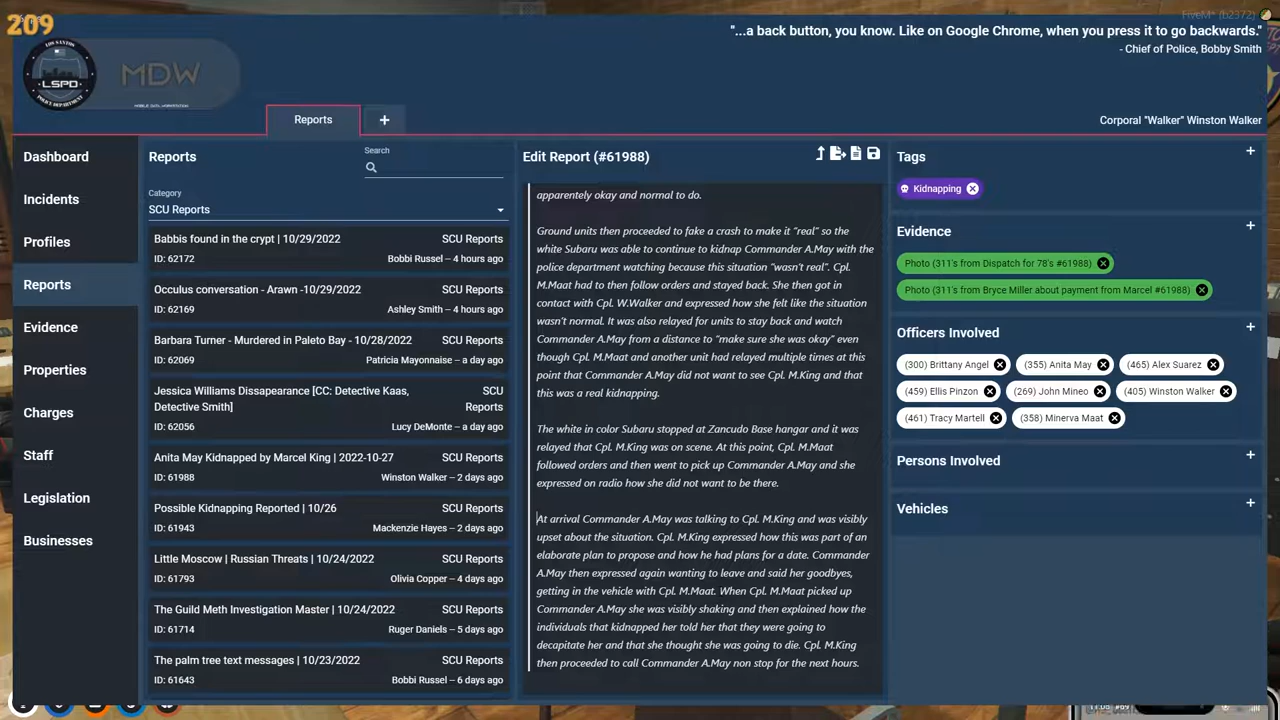 209
FiveM* (b2372)
"...a back button, you know. Like on Google Chrome, when you press it to go backwards."
- Chief of Police, Bobby Smith
LOS SANTOS
LSPD
POLICE DEPARTMENT
MDW
MOBILE DATA WORKSTATION
Reports
+
Corporal "Walker" Winston Walker
Dashboard
Incidents
Profiles
Reports
Evidence
Properties
Charges
Staff
Legislation
Businesses
Reports
Search
Category
SCU Reports
Babbis found in the crypt | 10/29/2022 SCU Reports
ID: 62172 Bobbi Russel – 4 hours ago
Occulus conversation - Arawn -10/29/2022 SCU Reports
ID: 62169 Ashley Smith – 4 hours ago
Barbara Turner - Murdered in Paleto Bay - 10/28/2022 SCU Reports
ID: 62069 Patricia Mayonnaise – a day ago
Jessica Williams Dissapearance [CC: Detective Kaas, SCU
Detective Smith] Reports
ID: 62056 Lucy DeMonte – a day ago
Anita May Kidnapped by Marcel King | 2022-10-27 SCU Reports
ID: 61988 Winston Walker – 2 days ago
Possible Kidnapping Reported | 10/26 SCU Reports
ID: 61943 Mackenzie Hayes – 2 days ago
Little Moscow | Russian Threats | 10/24/2022 SCU Reports
ID: 61793 Olivia Copper – 4 days ago
The Guild Meth Investigation Master | 10/24/2022 SCU Reports
ID: 61714 Ruger Daniels – 5 days ago
The palm tree text messages | 10/23/2022 SCU Reports
ID: 61643 Bobbi Russel – 6 days ago
Edit Report (#61988)
apparently okay and normal to do.
Ground units then proceeded to fake a crash to make it "real" so the
white Subaru was able to continue to kidnap Commander A.May with the
police department watching because this situation "wasn't real". Cpl.
M.Maat had to then follow orders and stayed back. She then got in
contact with Cpl. W.Walker and expressed how she felt like the situation
wasn't normal. It was also relayed for units to stay back and watch
Commander A.May from a distance to "make sure she was okay" even
though Cpl. M.Maat and another unit had relayed multiple times at this
point that Commander A.May did not want to see Cpl. M.King and that
this was a real kidnapping.
The white in color Subaru stopped at Zancudo Base hangar and it was
relayed that Cpl. M.King was on scene. At this point, Cpl. M.Maat
followed orders and then went to pick up Commander A.May and she
expressed on radio how she did not want to be there.
At arrival Commander A.May was talking to Cpl. M.King and was visibly
upset about the situation. Cpl. M.King expressed how this was part of an
elaborate plan to propose and how he had plans for a date. Commander
A.May then expressed again wanting to leave and said her goodbyes,
getting in the vehicle with Cpl. M.Maat. When Cpl. M.Maat picked up
Commander A.May she was visibly shaking and then explained how the
individuals that kidnapped her told her that they were going to
decapitate her and that she thought she was going to die. Cpl. M.King
then proceeded to call Commander A.May non stop for the next hours.
Tags +
Kidnapping
Evidence +
Photo (311's from Dispatch for 78's #61988)
Photo (311's from Bryce Miller about payment from Marcel #61988)
Officers Involved +
(300) Brittany Angel (355) Anita May (465) Alex Suarez
(459) Ellis Pinzon (269) John Mineo (405) Winston Walker
(461) Tracy Martell (358) Minerva Maat
Persons Involved +
Vehicles +